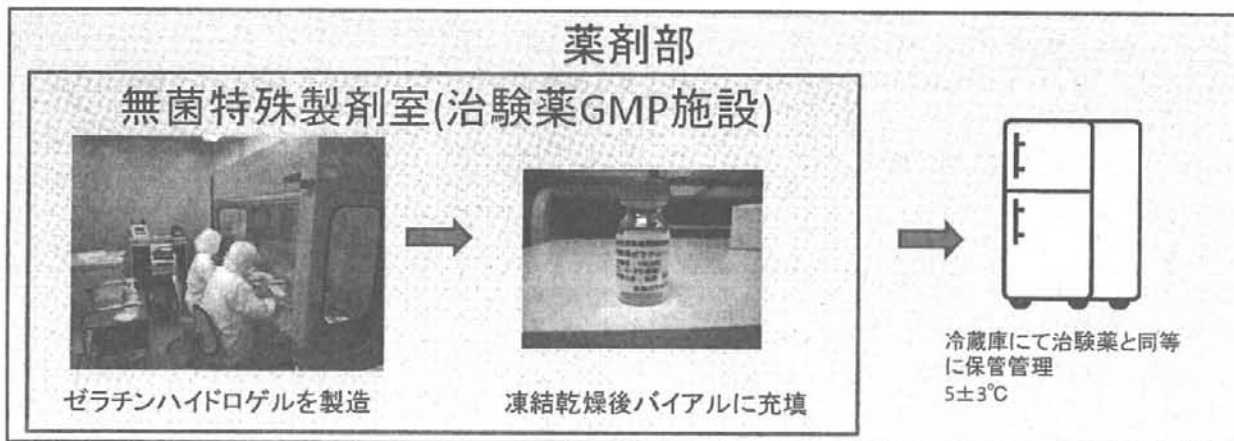 薬剤部
無菌特殊製剤室(治験薬GMP施設)
ゼラチンハイドロゲルを製造
凍結乾燥後バイアルに充填
冷蔵庫にて治験薬と同等
に保管管理
5±3℃